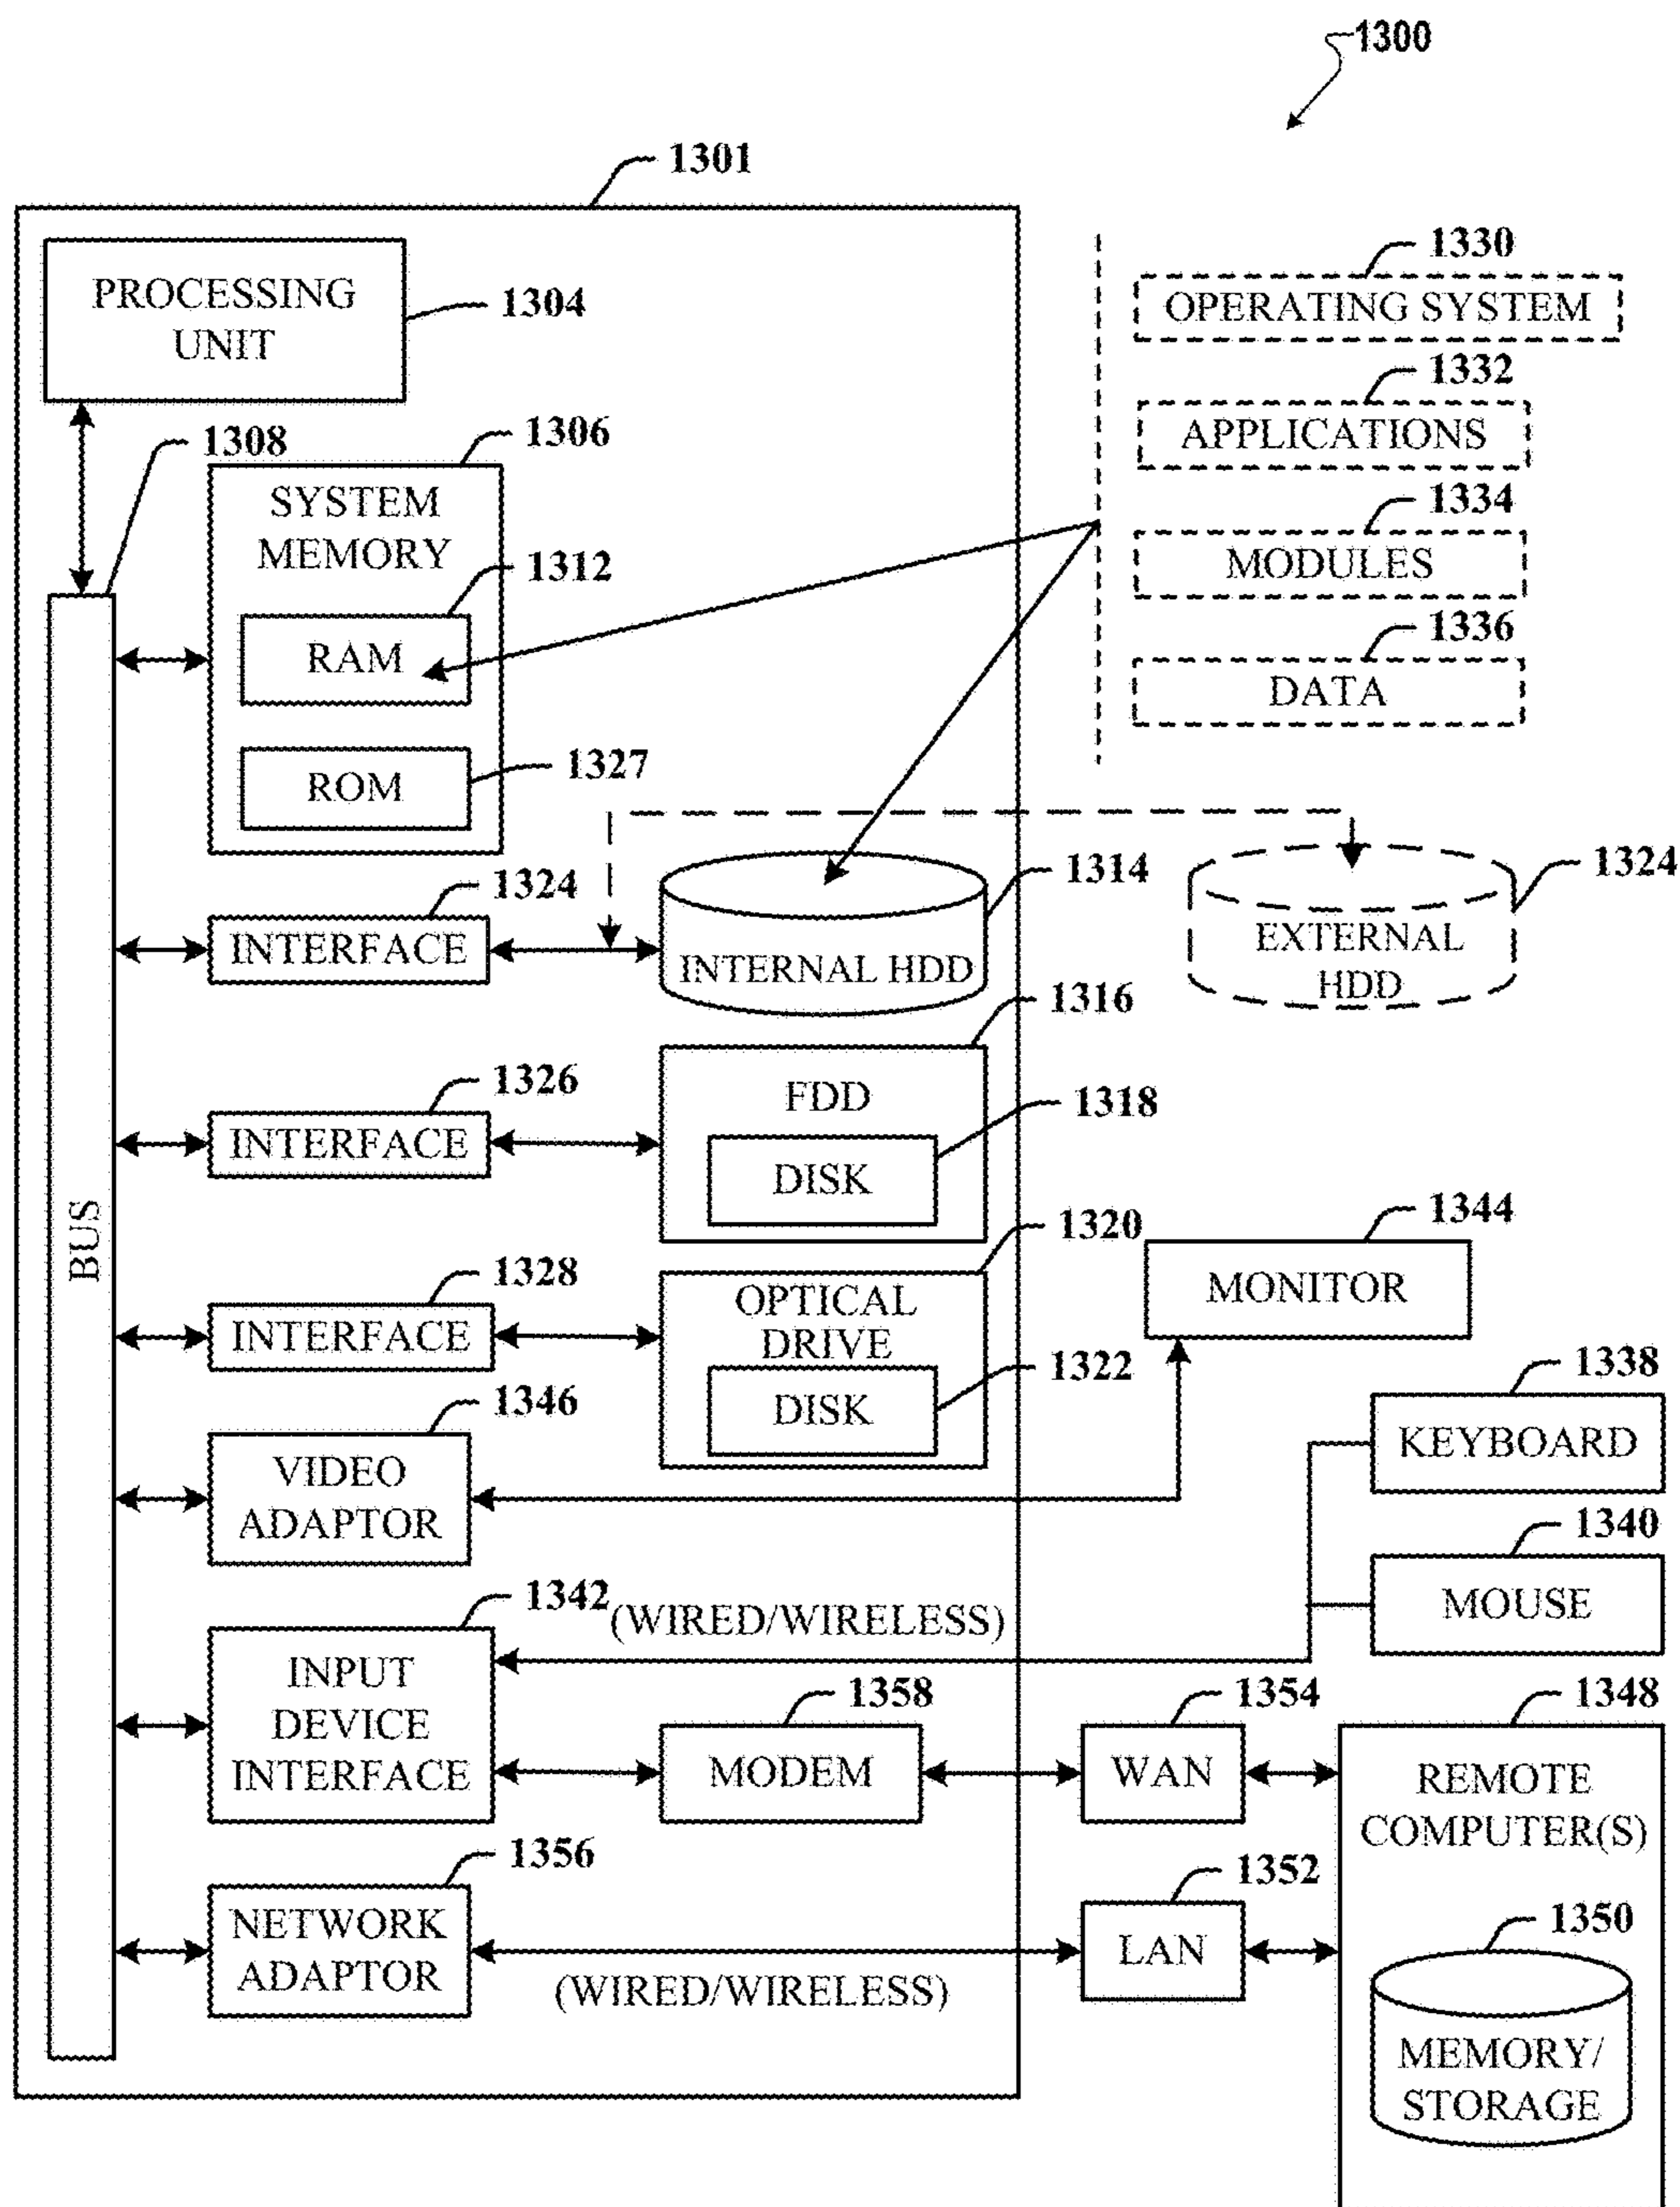 1300
1301
PROCESSING
UNIT
1304
1330
OPERATING SYSTEM
1332
APPLICATIONS
1334
MODULES
1336
DATA
1308
1306
SYSTEM
MEMORY
1312
RAM
1327
ROM
1324
INTERFACE
1314
INTERNAL HDD
1324
EXTERNAL
HDD
1316
FDD
1326
INTERFACE
1318
DISK
BUS
1320
OPTICAL
DRIVE
1328
INTERFACE
1322
DISK
1344
MONITOR
1346
VIDEO
ADAPTOR
1338
KEYBOARD
1340
MOUSE
1342
(WIRED/WIRELESS)
INPUT
DEVICE
INTERFACE
1358
MODEM
1354
WAN
1348
REMOTE
COMPUTER(S)
1356
NETWORK
ADAPTOR
(WIRED/WIRELESS)
1352
LAN
1350
MEMORY/
STORAGE